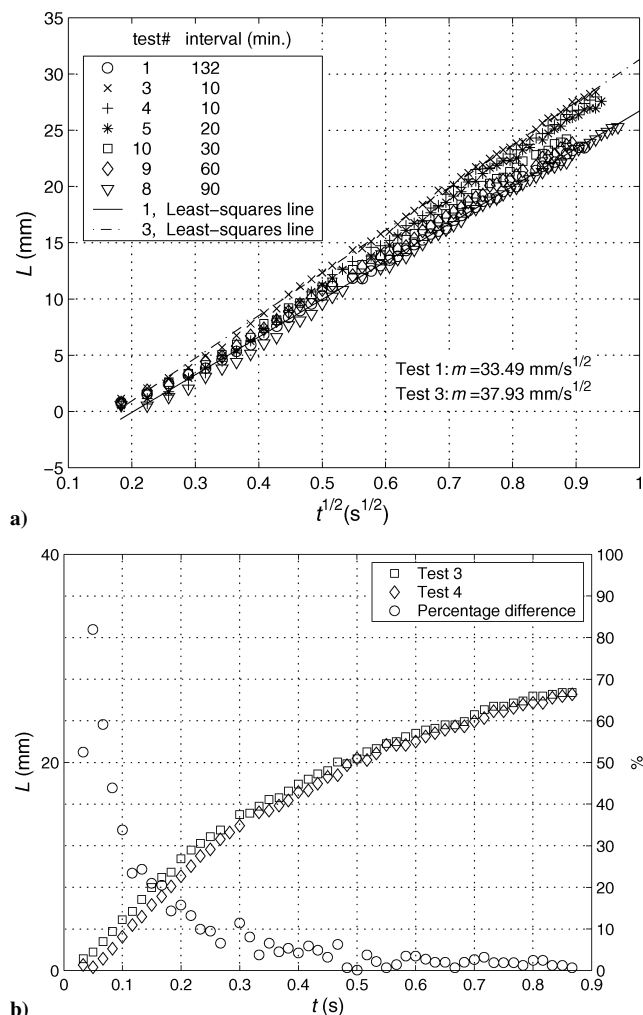 35
30
25
20
15
10
5
0
−5
L (mm)
test# interval (min.)
1 132
3 10
4 10
5 20
10 30
9 60
8 90
1, Least−squares line
3, Least−squares line
Test 1: m =33.49 mm/s^1/2
Test 3: m =37.93 mm/s^1/2
0.1 0.2 0.3 0.4 0.5 0.6 0.7 0.8 0.9 1
t^1/2 (s^1/2)
a)
40
20
0
L (mm)
Test 3
Test 4
Percentage difference
100
90
80
70
60
50
40
30
20
10
0
%
0 0.1 0.2 0.3 0.4 0.5 0.6 0.7 0.8 0.9
t (s)
b)